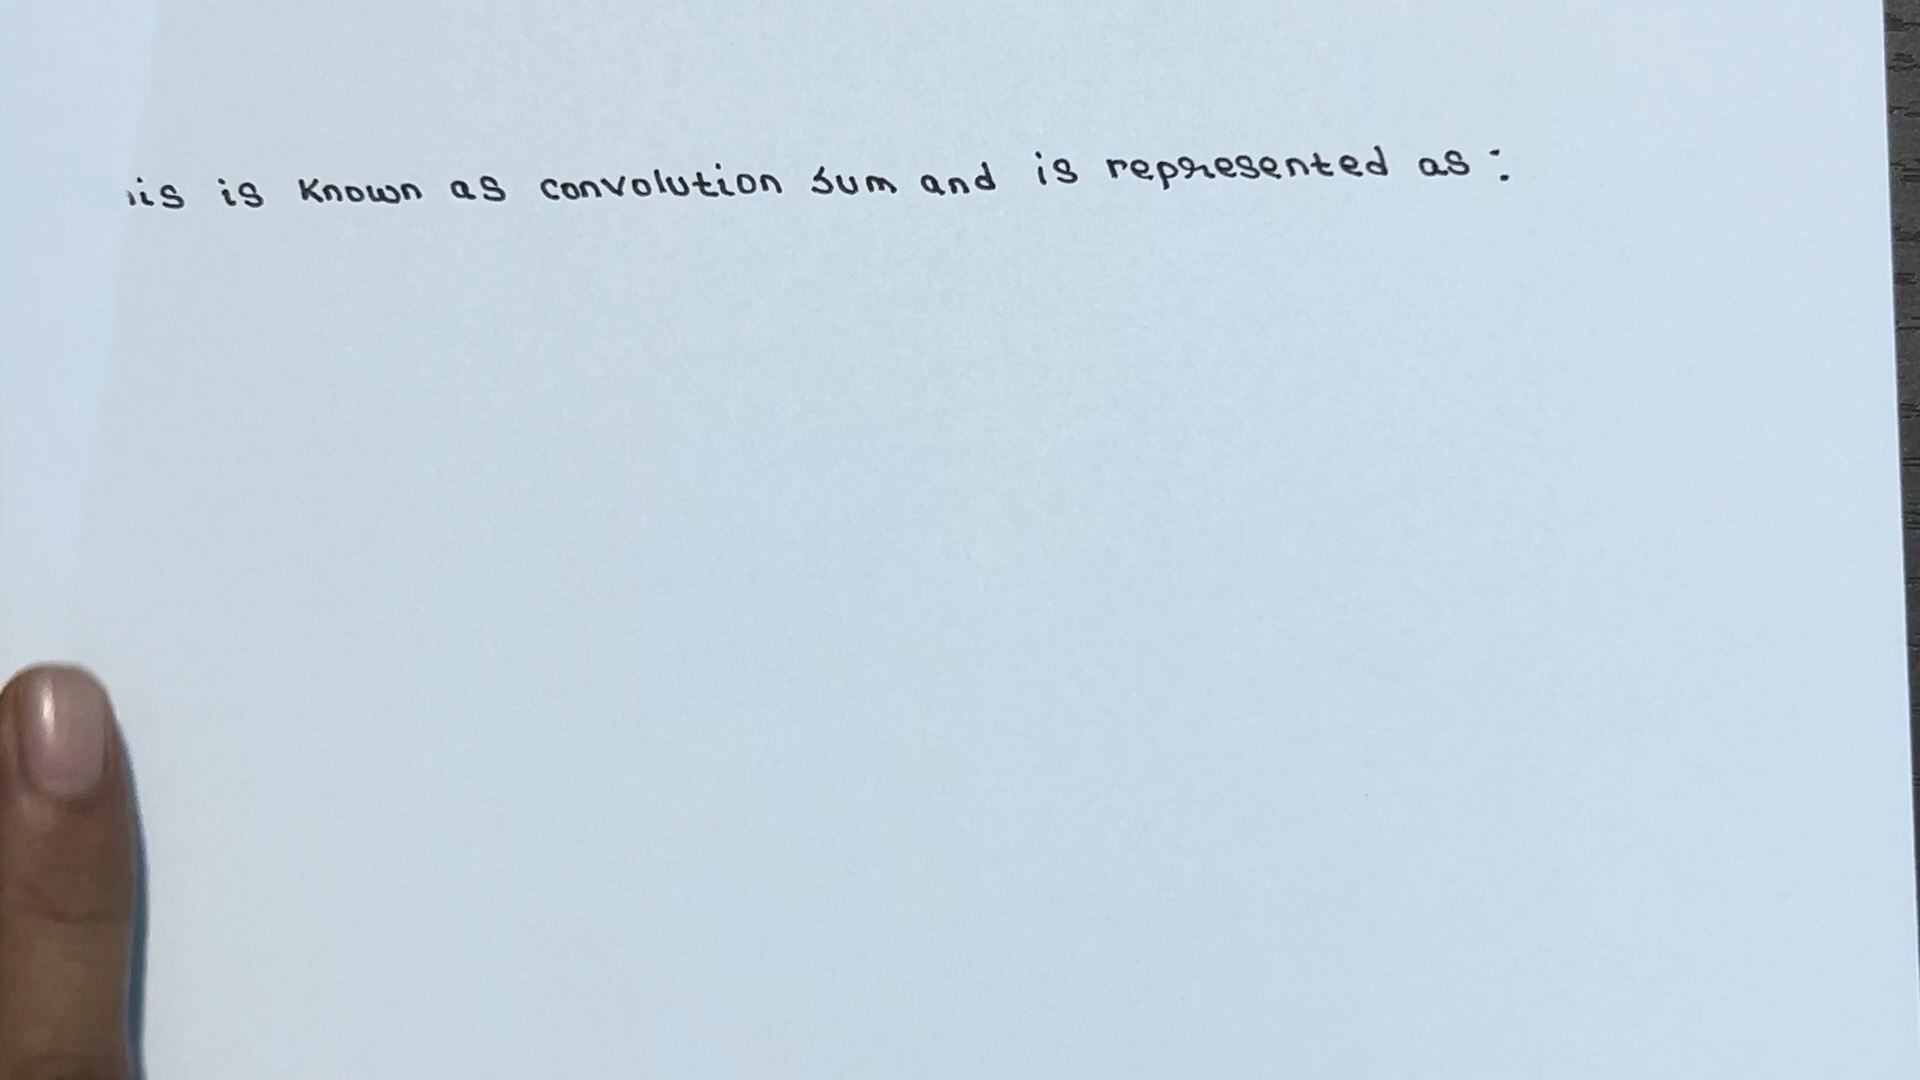 is is known as convolution sum and is represented as :